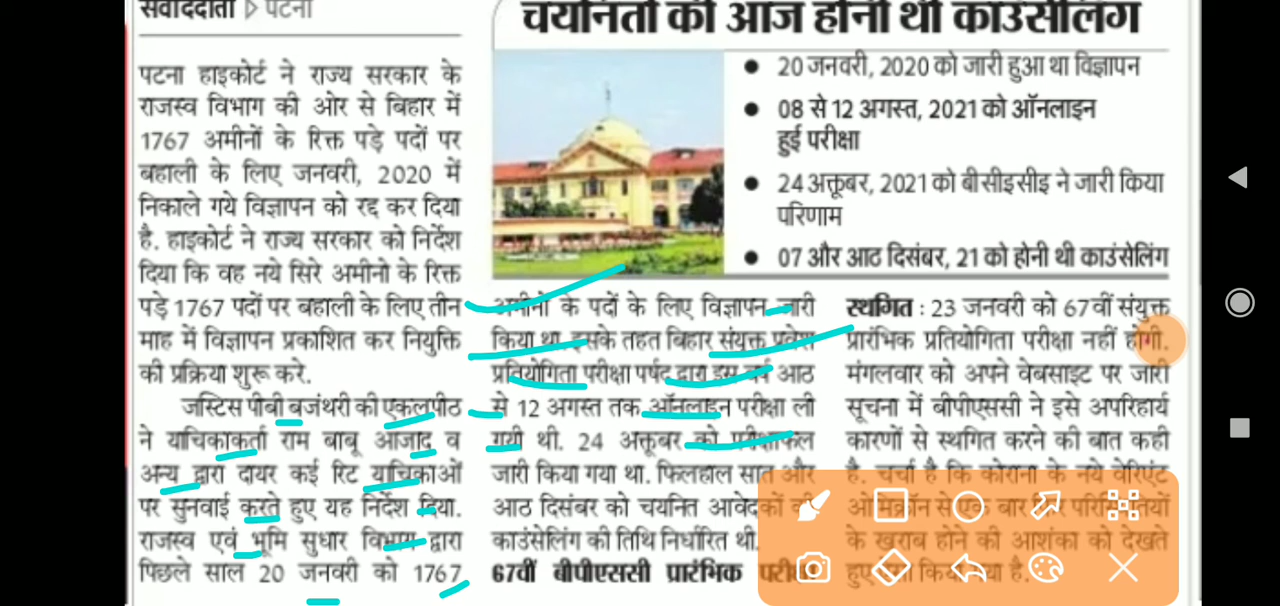 संवाददाता ▷ पटना
चयनितों की आज होनी थी काउंसेलिंग
पटना हाइकोर्ट ने राज्य सरकार के
राजस्व विभाग की ओर से बिहार में
1767 अमीनों के रिक्त पड़े पदों पर
बहाली के लिए जनवरी, 2020 में
निकाले गये विज्ञापन को रद्द कर दिया
है. हाइकोर्ट ने राज्य सरकार को निर्देश
दिया कि वह नये सिरे अमीनो के रिक्त
पड़े 1767 पदों पर बहाली के लिए तीन
माह में विज्ञापन प्रकाशित कर नियुक्ति
की प्रक्रिया शुरू करे.
जस्टिस पीबी बजंथरी की एकलपीठ
ने याचिकाकर्ता राम बाबू आजाद व
अन्य द्वारा दायर कई रिट याचिकाओं
पर सुनवाई करते हुए यह निर्देश दिया.
राजस्व एवं भूमि सुधार विभाग द्वारा
पिछले साल 20 जनवरी को 1767
● 20 जनवरी, 2020 को जारी हुआ था विज्ञापन
● 08 से 12 अगस्त, 2021 को ऑनलाइन
हुई परीक्षा
● 24 अक्तूबर, 2021 को बीसीइसीइ ने जारी किया
परिणाम
● 07 और आठ दिसंबर, 21 को होनी थी काउंसेलिंग
अमीनों के पदों के लिए विज्ञापन जारी
किया था. इसके तहत बिहार संयुक्त प्रवेश
प्रतियोगिता परीक्षा पर्षद द्वारा इस वर्ष आठ
से 12 अगस्त तक ऑनलाइन परीक्षा ली
गयी थी. 24 अक्तूबर को परीक्षाफल
जारी किया गया था. फिलहाल सात और
आठ दिसंबर को चयनित आवेदकों की
काउंसेलिंग की तिथि निर्धारित थी.
67वीं बीपीएससी प्रारंभिक परीक्षा
स्थगित : 23 जनवरी को 67वीं संयुक्त
प्रारंभिक प्रतियोगिता परीक्षा नहीं होगी.
मंगलवार को अपने वेबसाइट पर जारी
सूचना में बीपीएससी ने इसे अपरिहार्य
कारणों से स्थगित करने की बात कही
है. चर्चा है कि कोराना के नये वेरिएंट
ओमिक्रॉन से एक बार फिर परिस्थितियों
के खराब होने की आशंका को देखते
हुए किया गया है.